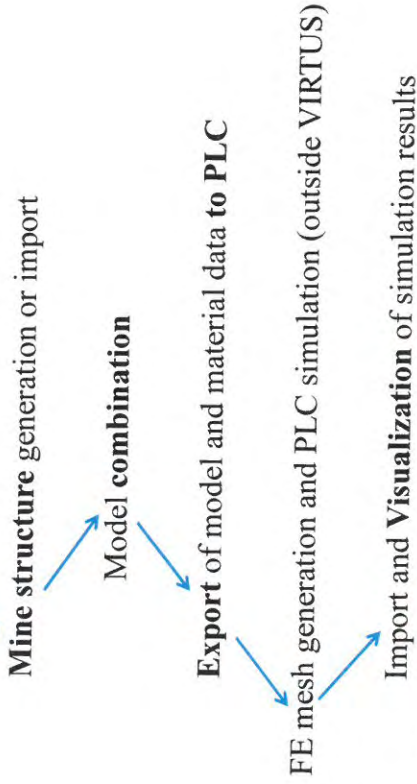 Mine structure generation or import
Model combination
Export of model and material data to PLC
FE mesh generation and PLC simulation (outside VIRTUS)
Import and Visualization of simulation results